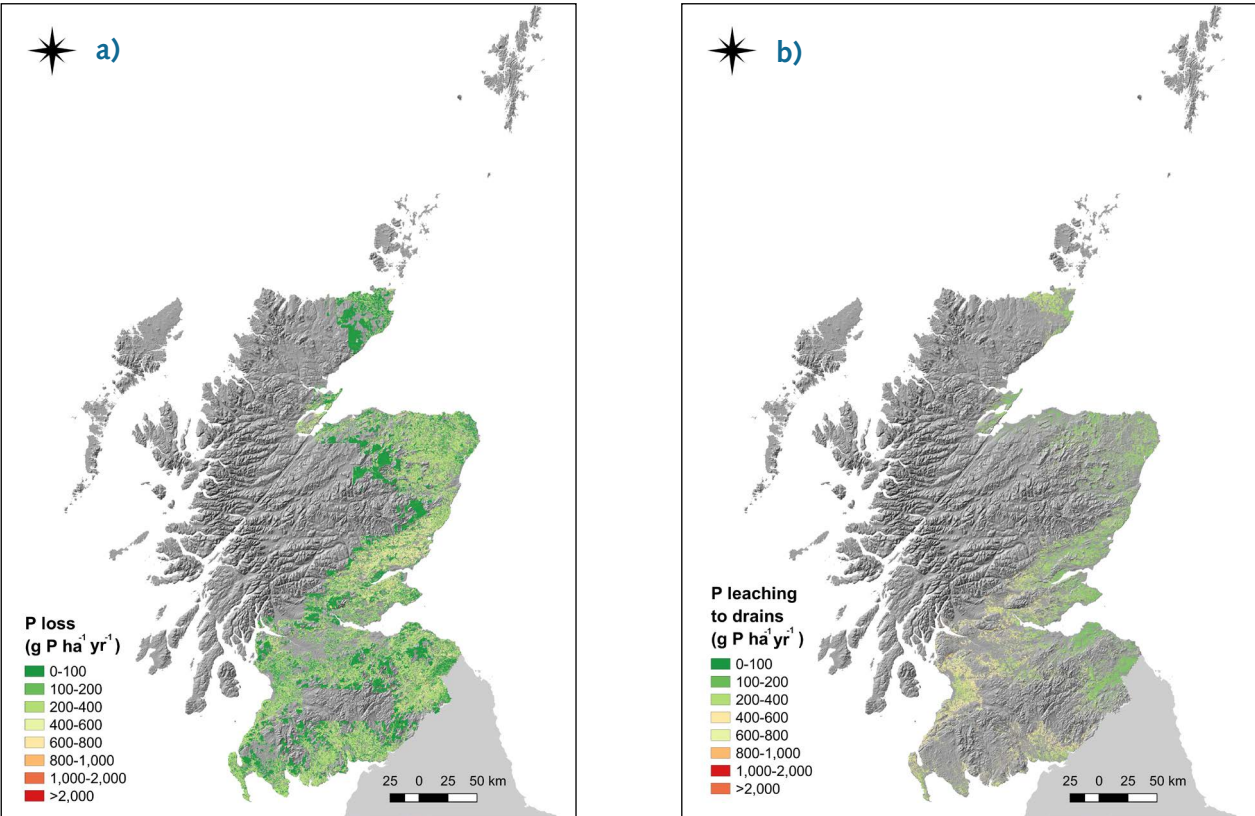 a)
P loss
(g P ha⁻¹ yr⁻¹)
0-100
100-200
200-400
400-600
600-800
800-1,000
1,000-2,000
>2,000
25 0 25 50 km
b)
P leaching
to drains
(g P ha⁻¹ yr⁻¹)
0-100
100-200
200-400
400-600
600-800
800-1,000
1,000-2,000
>2,000
25 0 25 50 km